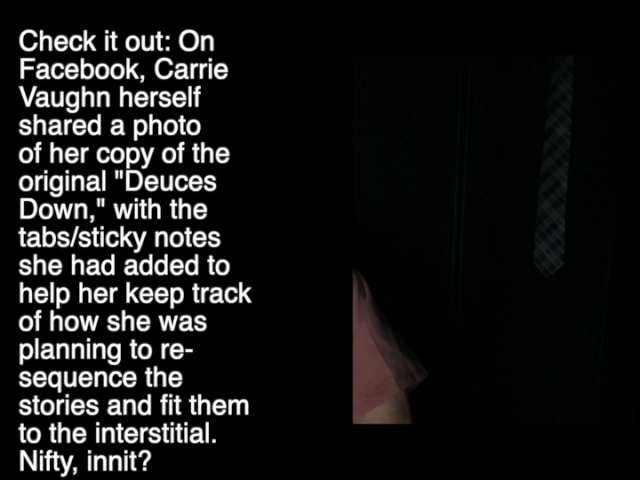 Check it out: On
Facebook, Carrie
Vaughn herself
shared a photo
of her copy of the
original "Deuces
Down," with the
tabs/sticky notes
she had added to
help her keep track
of how she was
planning to re-
sequence the
stories and fit them
to the interstitial.
Nifty, innit?